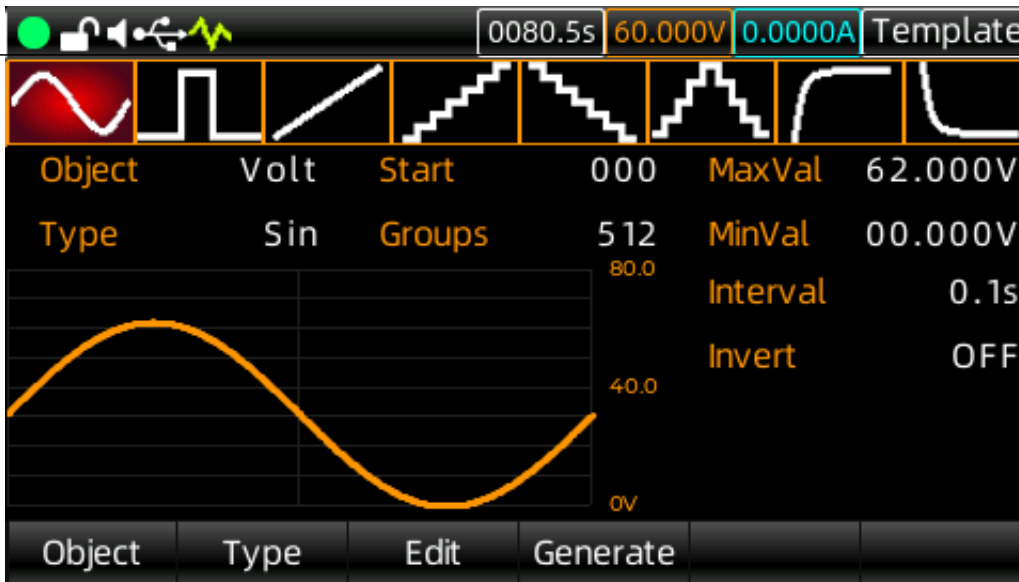 0080.5s 60.000V 0.0000A Template
Object Volt Start 000 MaxVal 62.000V
Type Sin Groups 512 MinVal 00.000V
80.0
Interval 0.1s
Invert OFF
40.0
0V
Object Type Edit Generate